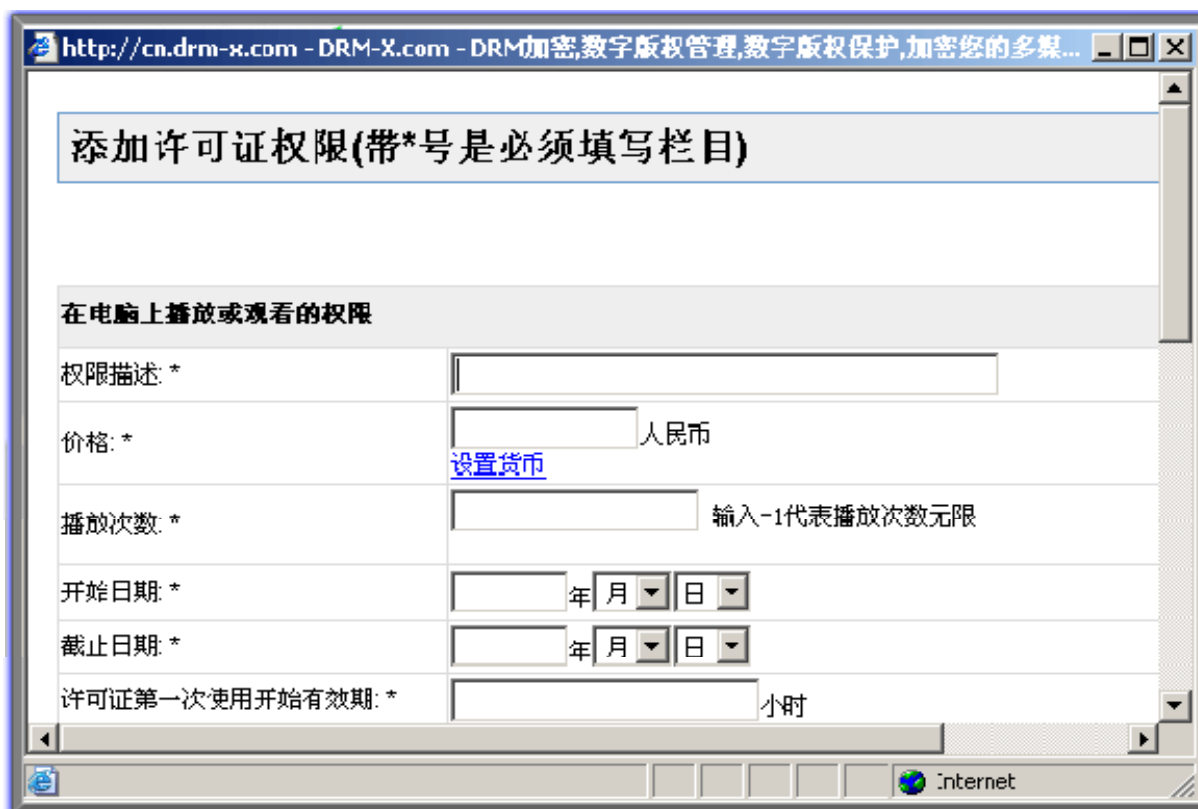 http://cn.drm-x.com - DRM-X.com - DRM加密,数字版权管理,数字版权保护,加密您的多媒...
添加许可证权限(带*号是必须填写栏目)
在电脑上播放或观看的权限
权限描述: *
价格: * 人民币
设置货币
播放次数: * 输入-1代表播放次数无限
开始日期: * 年 月 日
截止日期: * 年 月 日
许可证第一次使用开始有效期: * 小时
Internet